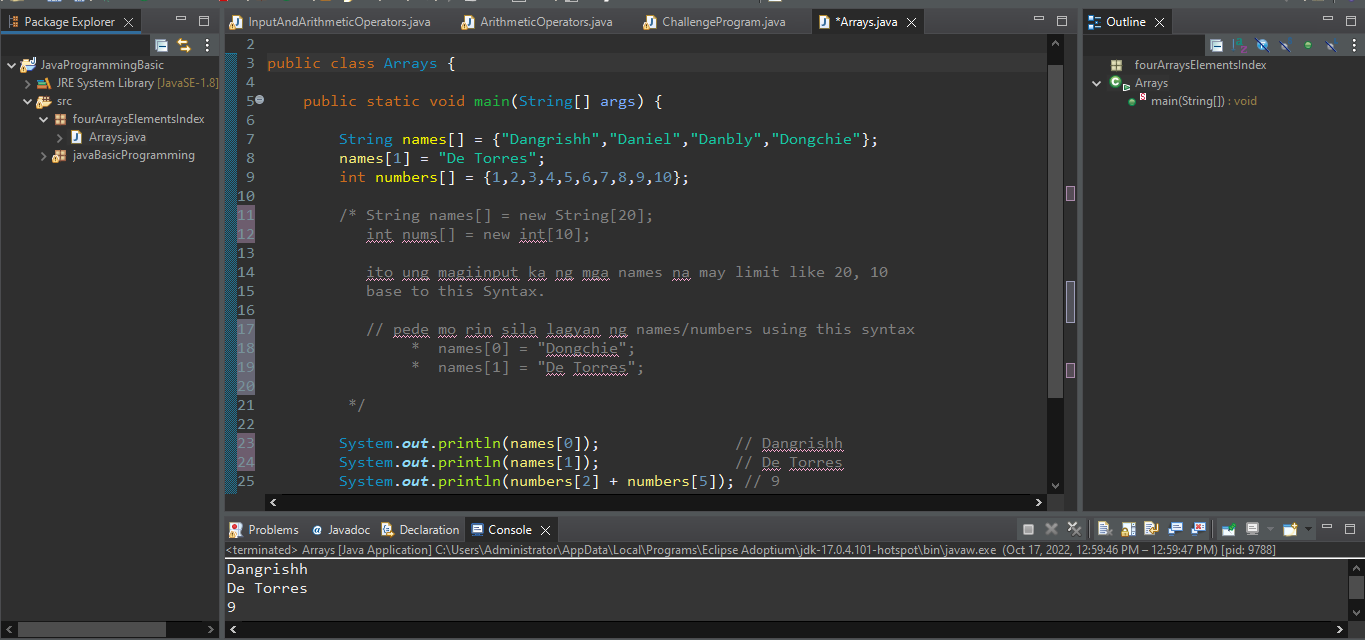 Package Explorer
InputAndArithmeticOperators.java
ArithmeticOperators.java
ChallengeProgram.java
*Arrays.java
Outline
JavaProgrammingBasic
JRE System Library [JavaSE-1.8]
src
fourArraysElementsIndex
Arrays.java
javaBasicProgramming
2
3 public class Arrays {
4
5 public static void main(String[] args) {
6
7 String names[] = {"Dangrishh","Daniel","Danbly","Dongchie"};
8 names[1] = "De Torres";
9 int numbers[] = {1,2,3,4,5,6,7,8,9,10};
10
11 /* String names[] = new String[20];
12 int nums[] = new int[10];
13
14 ito ung magiinput ka ng mga names na may limit like 20, 10
15 base to this Syntax.
16
17 // pede mo rin sila lagyan ng names/numbers using this syntax
18 * names[0] = "Dongchie";
19 * names[1] = "De Torres";
20
21 */
22
23 System.out.println(names[0]); // Dangrishh
24 System.out.println(names[1]); // De Torres
25 System.out.println(numbers[2] + numbers[5]); // 9
fourArraysElementsIndex
Arrays
main(String[]) : void
Problems
Javadoc
Declaration
Console
<terminated> Arrays [Java Application] C:\Users\Administrator\AppData\Local\Programs\Eclipse Adoptium\jdk-17.0.4.101-hotspot\bin\javaw.exe (Oct 17, 2022, 12:59:46 PM – 12:59:47 PM) [pid: 9788]
Dangrishh
De Torres
9